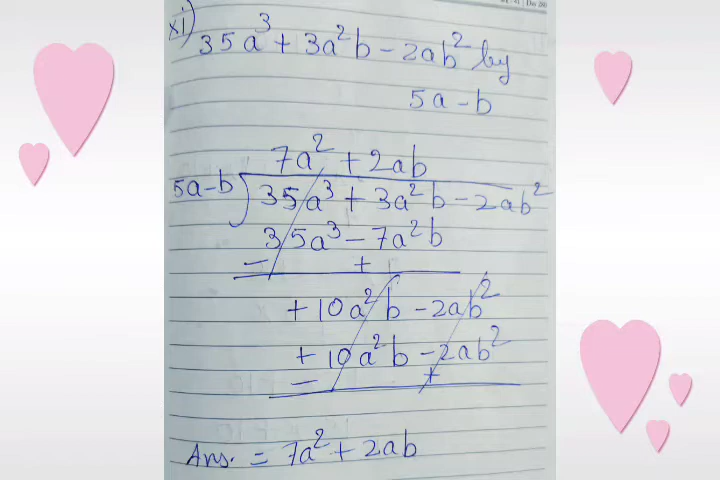 xi)
35a³ + 3a²b - 2ab² by
5a - b
7a² + 2ab
5a-b) 35a³ + 3a²b - 2ab²
35a³ - 7a²b
- +
+ 10a²b - 2ab²
+ 10a²b - 2ab²
- +
Ans. = 7a² + 2ab